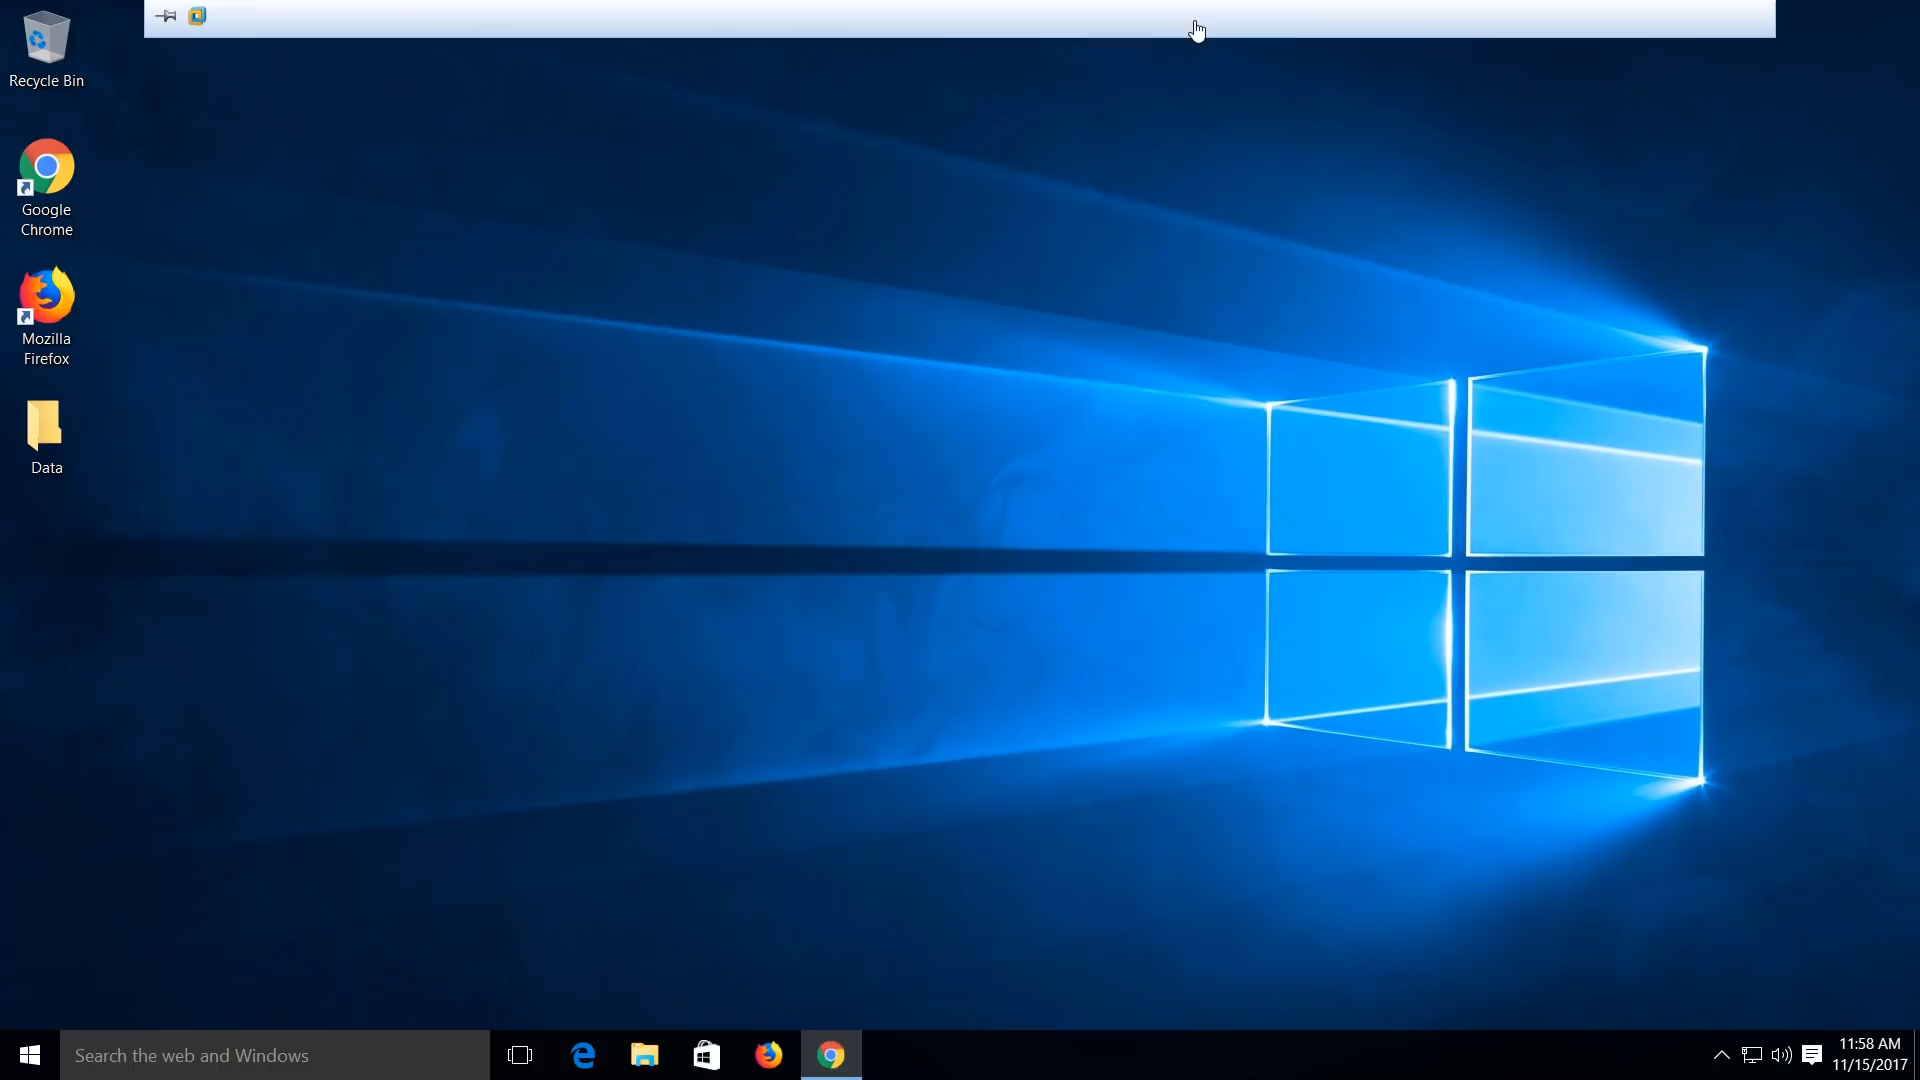 Recycle Bin
Google
Chrome
Mozilla
Firefox
Data
Search the web and Windows
11:58 AM
11/15/2017